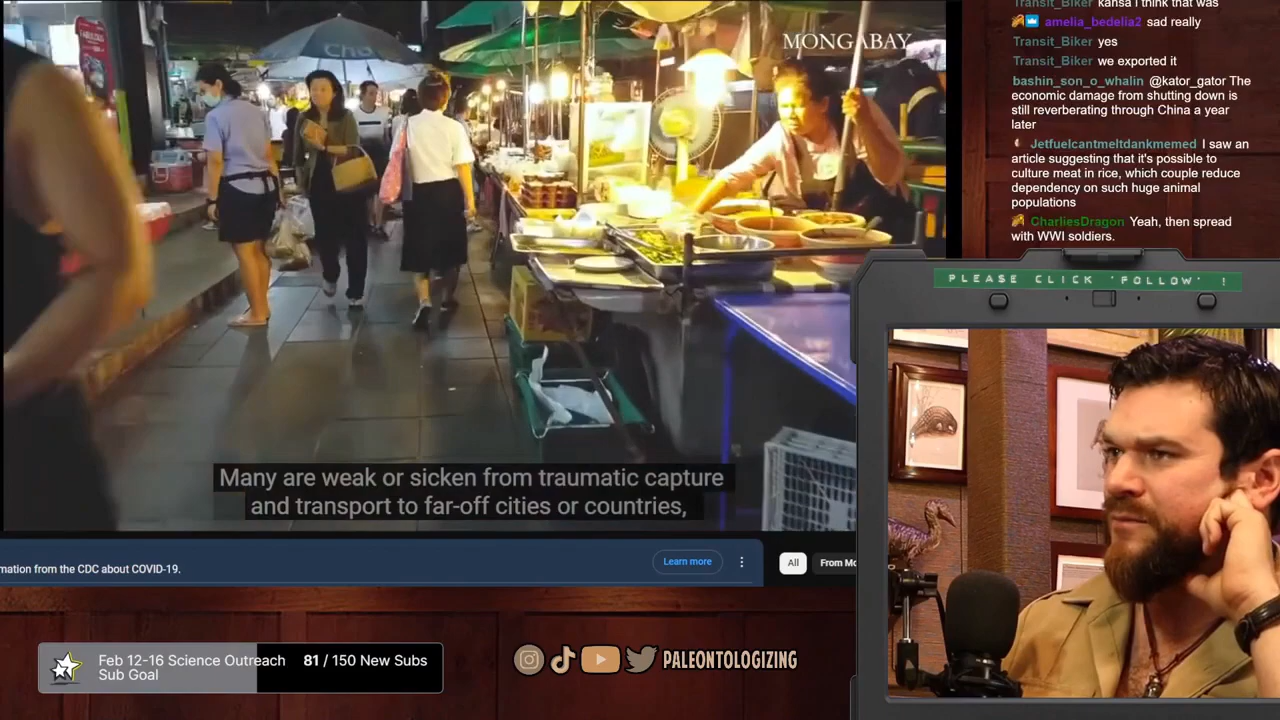 MONGABAY
Cha
Many are weak or sicken from traumatic capture
and transport to far-off cities or countries,
mation from the CDC about COVID-19.
Learn more
All
From Mo
Transit_Biker kansa I think that was
amelia_bedelia2 sad really
Transit_Biker yes
Transit_Biker we exported it
bashin_son_o_whalin @kator_gator The
economic damage from shutting down is
still reverberating through China a year
later
Jetfuelcantmeltdankmemed I saw an
article suggesting that it's possible to
culture meat in rice, which couple reduce
dependency on such huge animal
populations
CharliesDragon Yeah, then spread
with WWI soldiers.
PLEASE CLICK 'FOLLOW' !
Feb 12-16 Science Outreach
Sub Goal
81 / 150 New Subs
PALEONTOLOGIZING